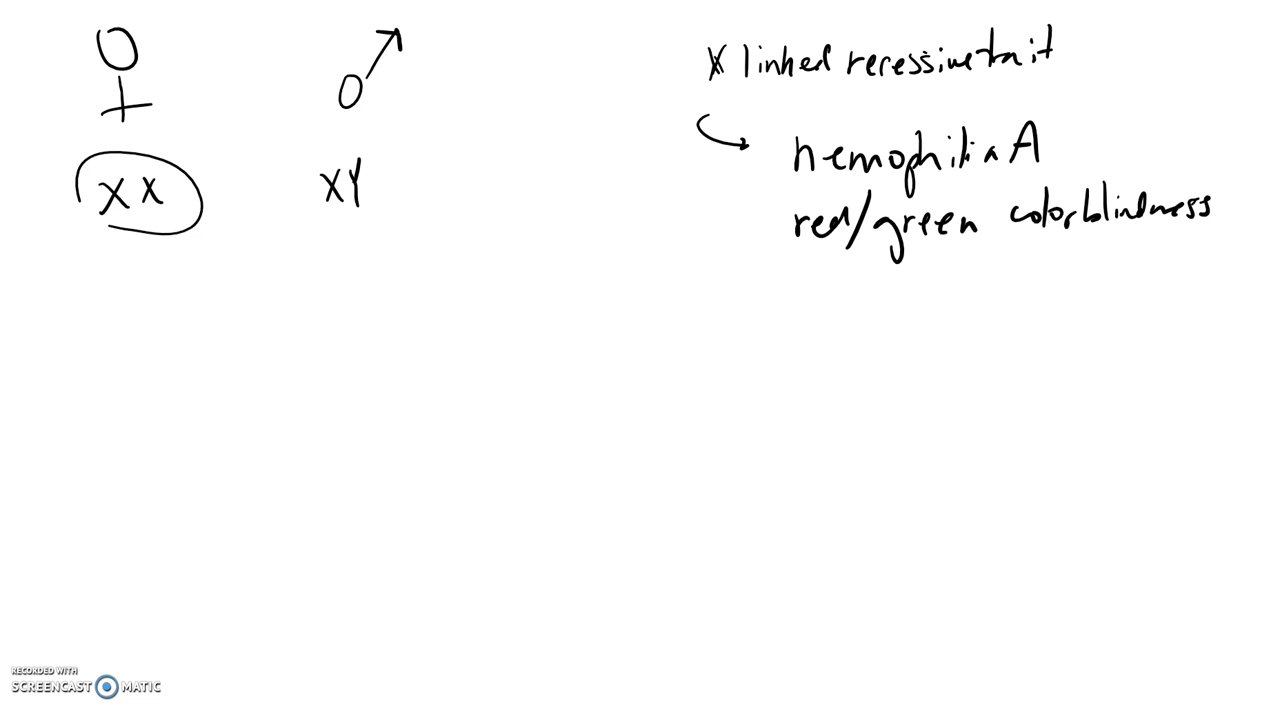 X linked recessive trait
hemophilia A
red/green colorblindness
XX XY
RECORDED WITH
SCREENCAST MATIC